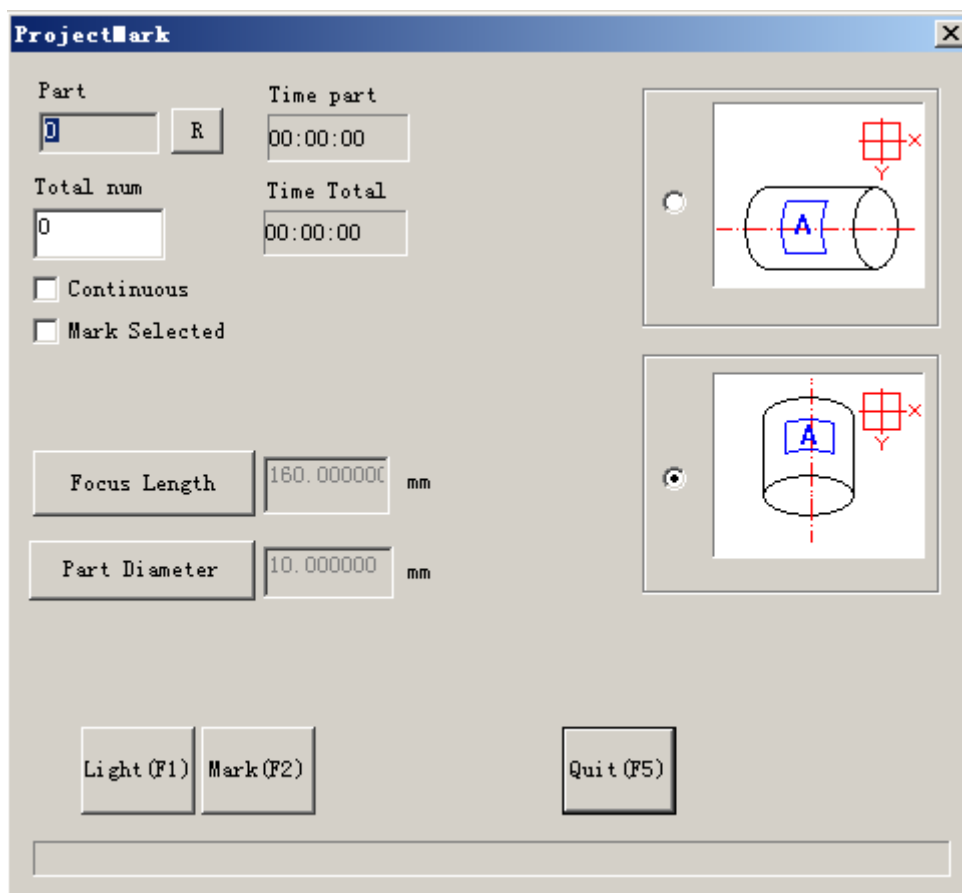 ProjectMark
Part
Time part
0
R
00:00:00
Total num
Time Total
0
00:00:00
Continuous
Mark Selected
X
Y
A
X
Y
A
Focus Length
160.000000
mm
Part Diameter
10.000000
mm
Light(F1)
Mark(F2)
Quit(F5)